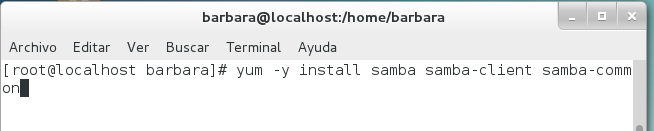 barbara@localhost:/home/barbara
Archivo Editar Ver Buscar Terminal Ayuda
[root@localhost barbara]# yum -y install samba samba-client samba-comm
on